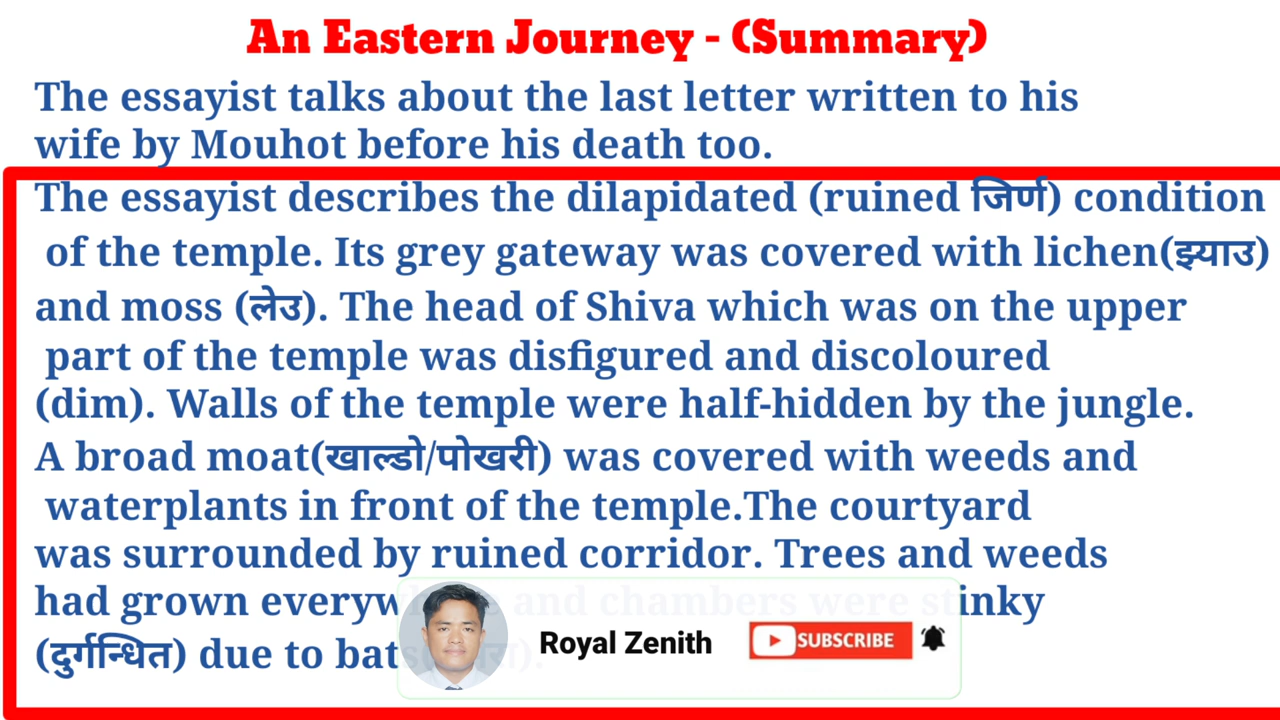 An Eastern Journey - (Summary)
The essayist talks about the last letter written to his
wife by Mouhot before his death too.
The essayist describes the dilapidated (ruined जिर्ण) condition
of the temple. Its grey gateway was covered with lichen(झ्याउ)
and moss (लेउ). The head of Shiva which was on the upper
part of the temple was disfigured and discoloured
(dim). Walls of the temple were half-hidden by the jungle.
A broad moat(खाल्डो/पोखरी) was covered with weeds and
waterplants in front of the temple.The courtyard
was surrounded by ruined corridor. Trees and weeds
had grown everywhere and chambers were stinky
(दुर्गन्धित) due to bats
Royal Zenith
SUBSCRIBE